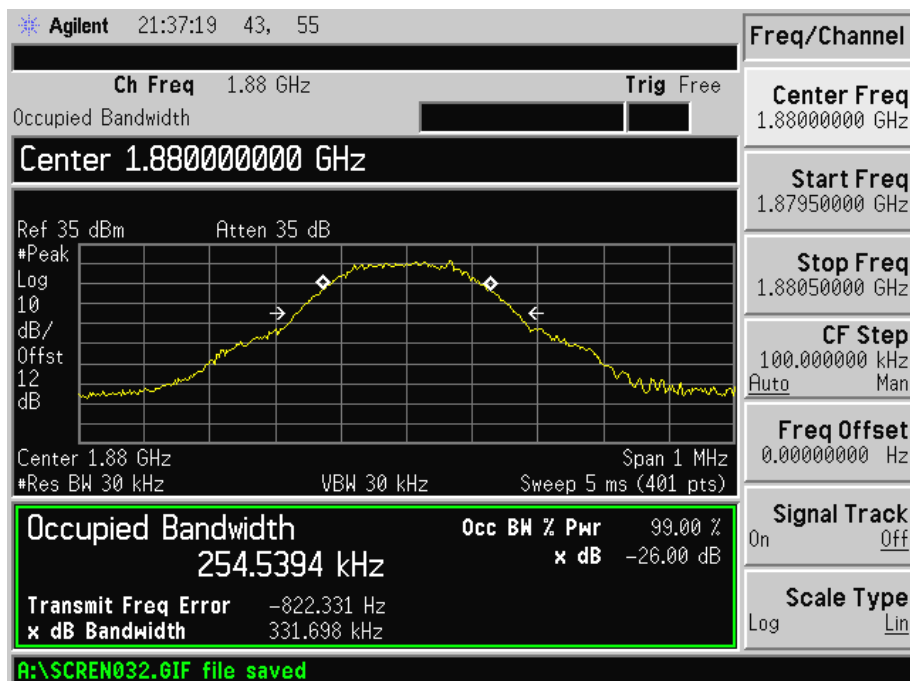 Agilent 21:37:19 43, 55
Ch Freq 1.88 GHz Trig Free
Occupied Bandwidth
Center 1.880000000 GHz
Ref 35 dBm Atten 35 dB
#Peak
Log
10
dB/
Offst
12
dB
Center 1.88 GHz Span 1 MHz
#Res BW 30 kHz VBW 30 kHz Sweep 5 ms (401 pts)
Occupied Bandwidth Occ BW % Pwr 99.00 %
254.5394 kHz x dB -26.00 dB
Transmit Freq Error -822.331 Hz
x dB Bandwidth 331.698 kHz
A:\SCREN032.GIF file saved
Freq/Channel
Center Freq
1.88000000 GHz
Start Freq
1.87950000 GHz
Stop Freq
1.88050000 GHz
CF Step
100.000000 kHz
Auto Man
Freq Offset
0.00000000 Hz
Signal Track
On Off
Scale Type
Log Lin